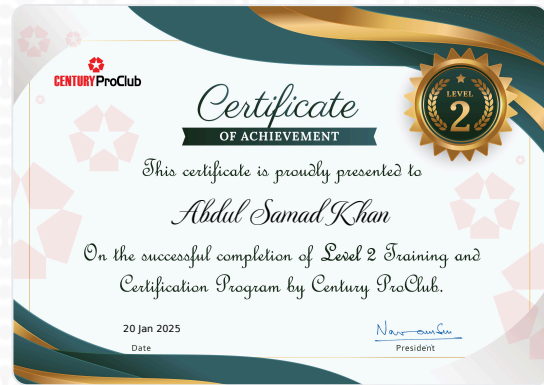 CENTURY ProClub
Certificate
OF ACHIEVEMENT
LEVEL
2
This certificate is proudly presented to
Abdul Samad Khan
On the successful completion of Level 2 Training and
Certification Program by Century ProClub.
20 Jan 2025
Date
President